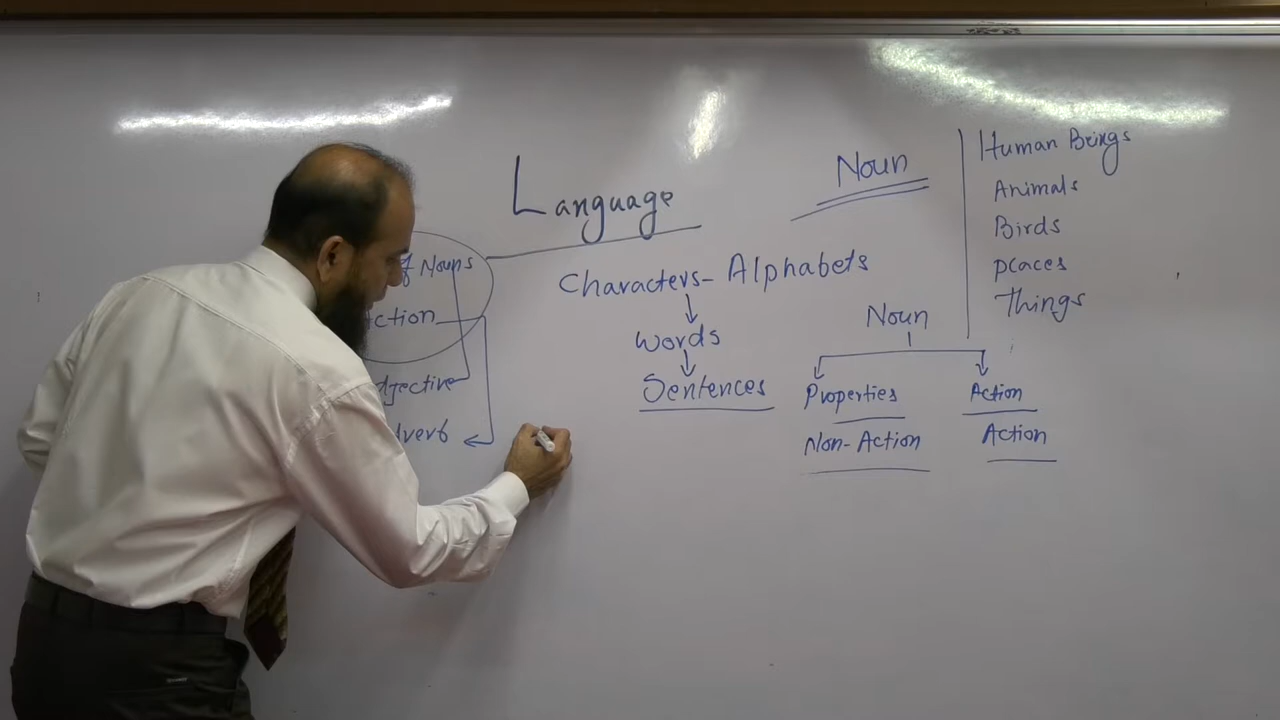 Language
Noun
Human Beings
Animals
Birds
places
Things
of Nouns
ction
djective
dverb
Characters - Alphabets
words
Sentences
Noun
Properties
Action
Non-Action
Action